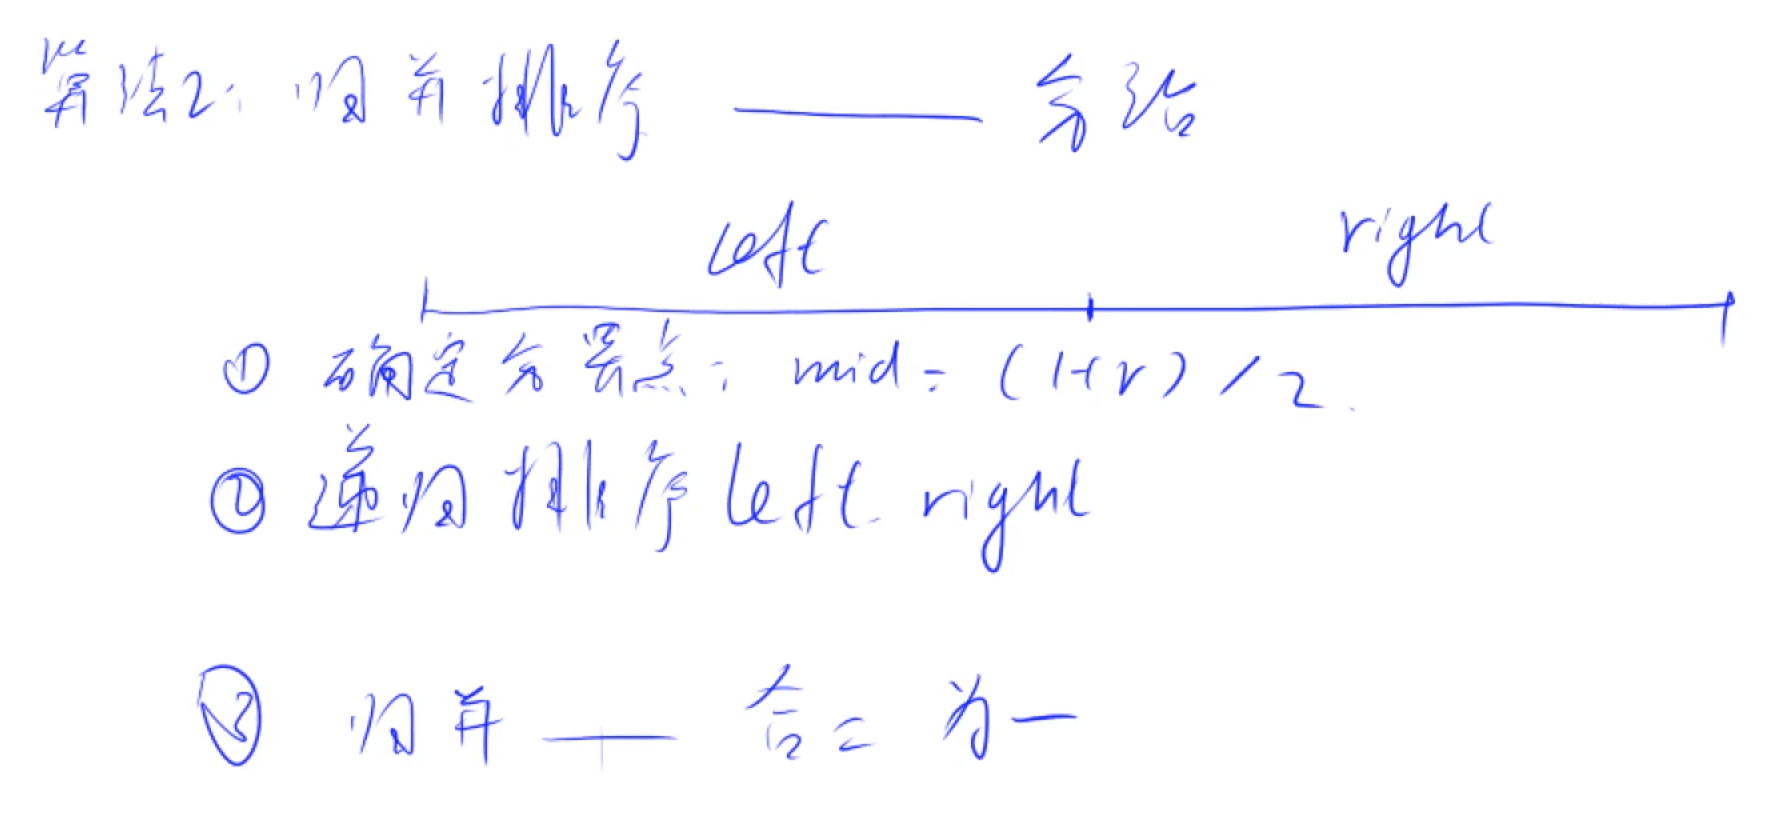 算法2: 归并排序 —— 分治
left right
① 确定分界点: mid = (l+r) / 2.
② 递归排序 left. right
③ 归并 —— 合二为一